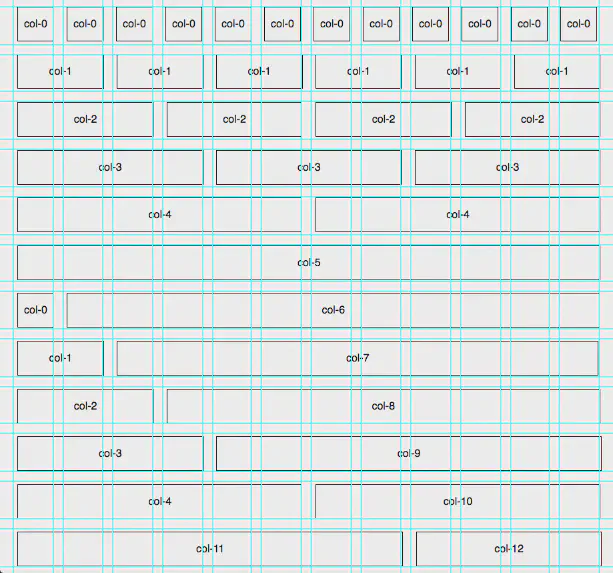 col-0 col-0 col-0 col-0 col-0 col-0 col-0 col-0 col-0 col-0 col-0 col-0
col-1 col-1 col-1 col-1 col-1 col-1
col-2 col-2 col-2 col-2
col-3 col-3 col-3
col-4 col-4
col-5
col-0 col-6
col-1 col-7
col-2 col-8
col-3 col-9
col-4 col-10
col-11 col-12